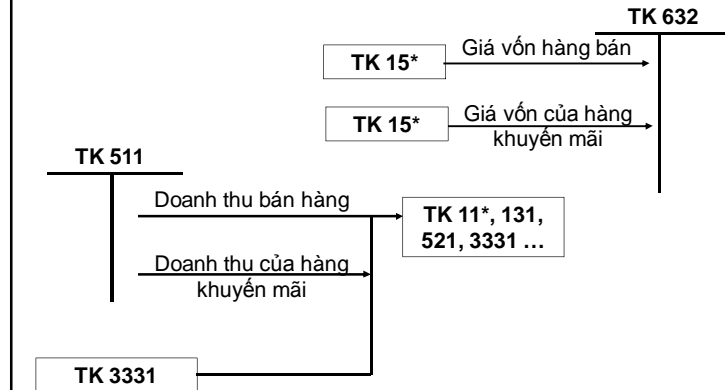 TK 632
Giá vốn hàng bán
TK 15*
Giá vốn của hàng
khuyến mãi
TK 15*
TK 511
Doanh thu bán hàng
TK 11*, 131,
521, 3331 ...
Doanh thu của hàng
khuyến mãi
TK 3331